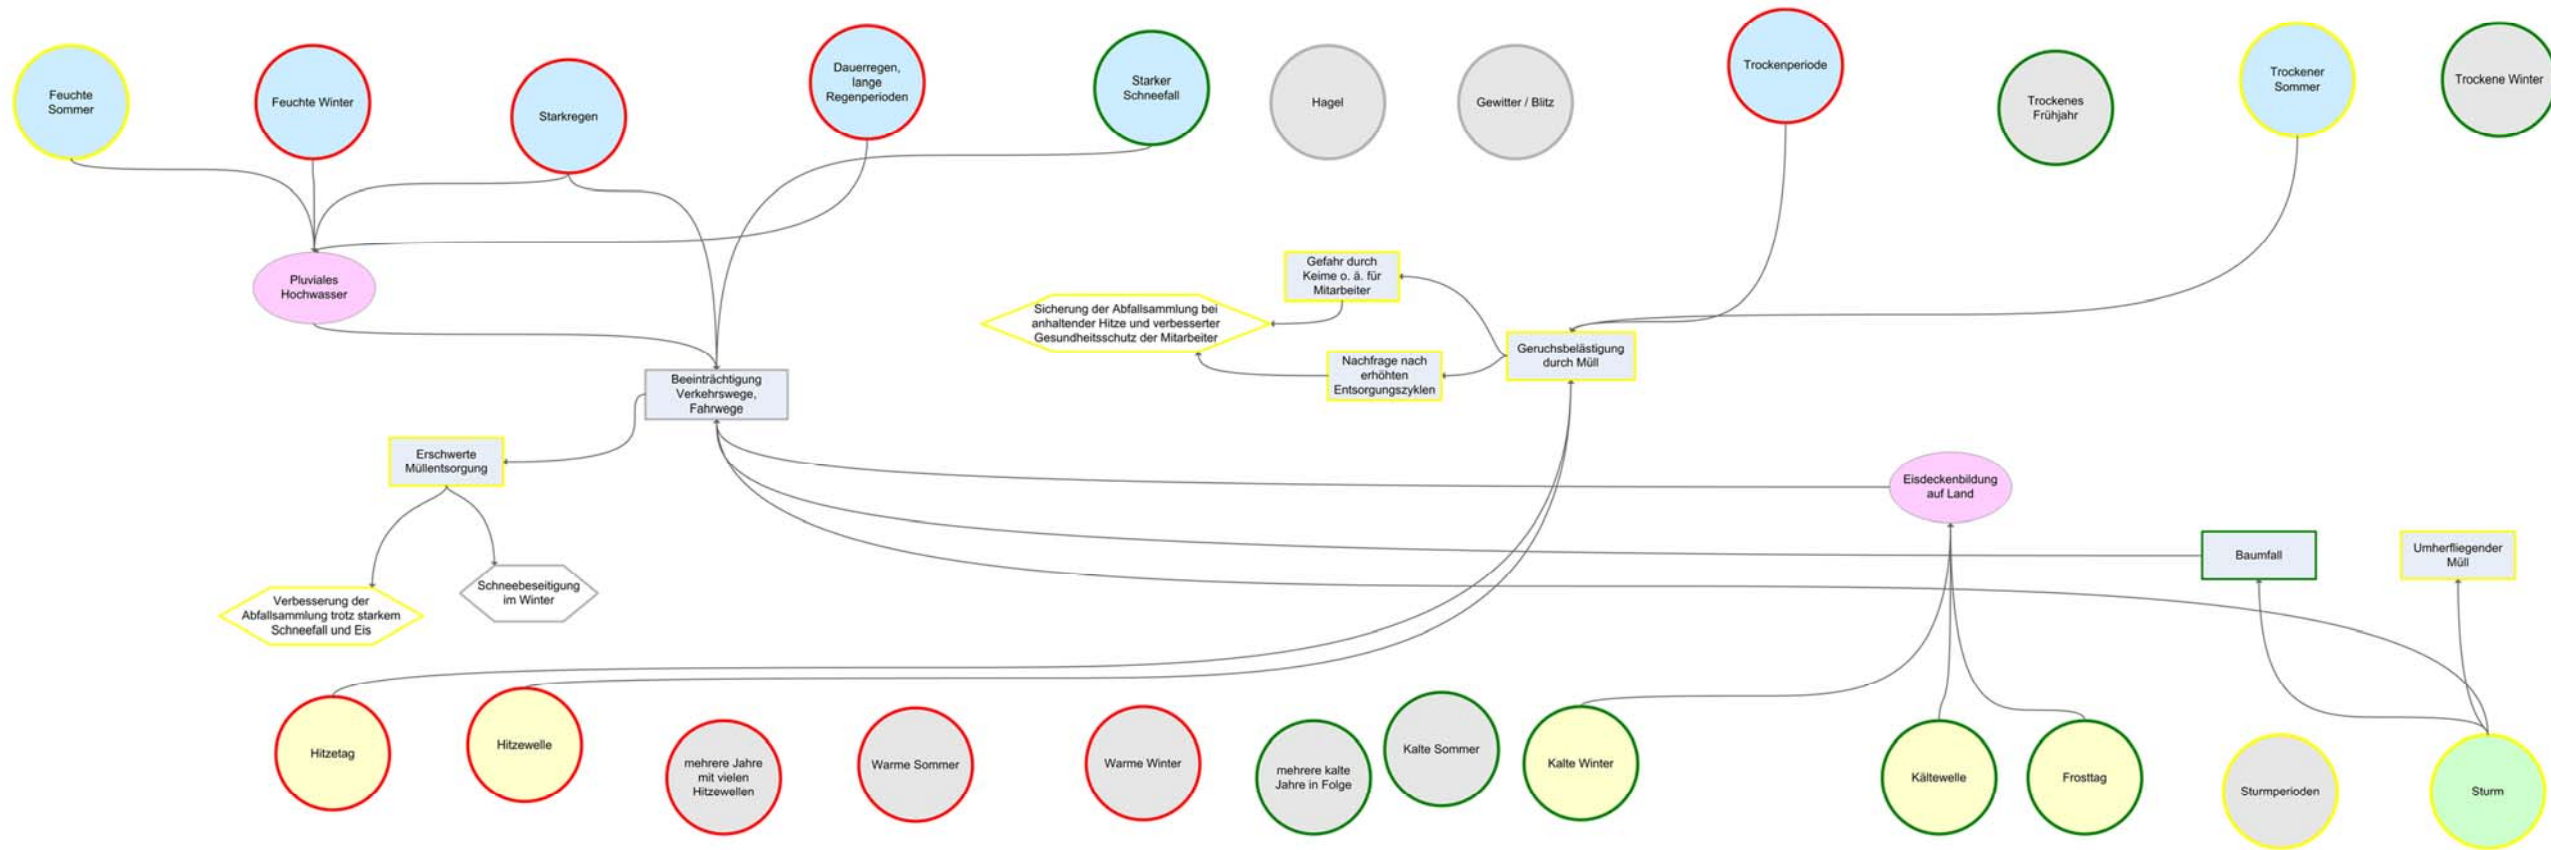 Feuchte
Sommer
Feuchte Winter
Starkregen
Dauerregen,
lange
Regenperioden
Starker
Schneefall
Hagel
Gewitter / Blitz
Trockenperiode
Trockenes
Frühjahr
Trockener
Sommer
Trockene Winter
Pluviales
Hochwasser
Gefahr durch
Keime o. ä. für
Mitarbeiter
Sicherung der Abfallsammlung bei
anhaltender Hitze und verbesserter
Gesundheitsschutz der Mitarbeiter
Geruchsbelästigung
durch Müll
Nachfrage nach
erhöhten
Entsorgungszyklen
Beeinträchtigung
Verkehrswege,
Fahrwege
Erschwerte
Müllentsorgung
Eisdeckenbildung
auf Land
Baumfall
Umherfliegender
Müll
Schneebeseitigung
im Winter
Verbesserung der
Abfallsammlung trotz starkem
Schneefall und Eis
Hitzetag
Hitzewelle
mehrere Jahre
mit vielen
Hitzewellen
Warme Sommer
Warme Winter
mehrere kalte
Jahre in Folge
Kalte Sommer
Kalte Winter
Kältewelle
Frosttag
Sturmperioden
Sturm